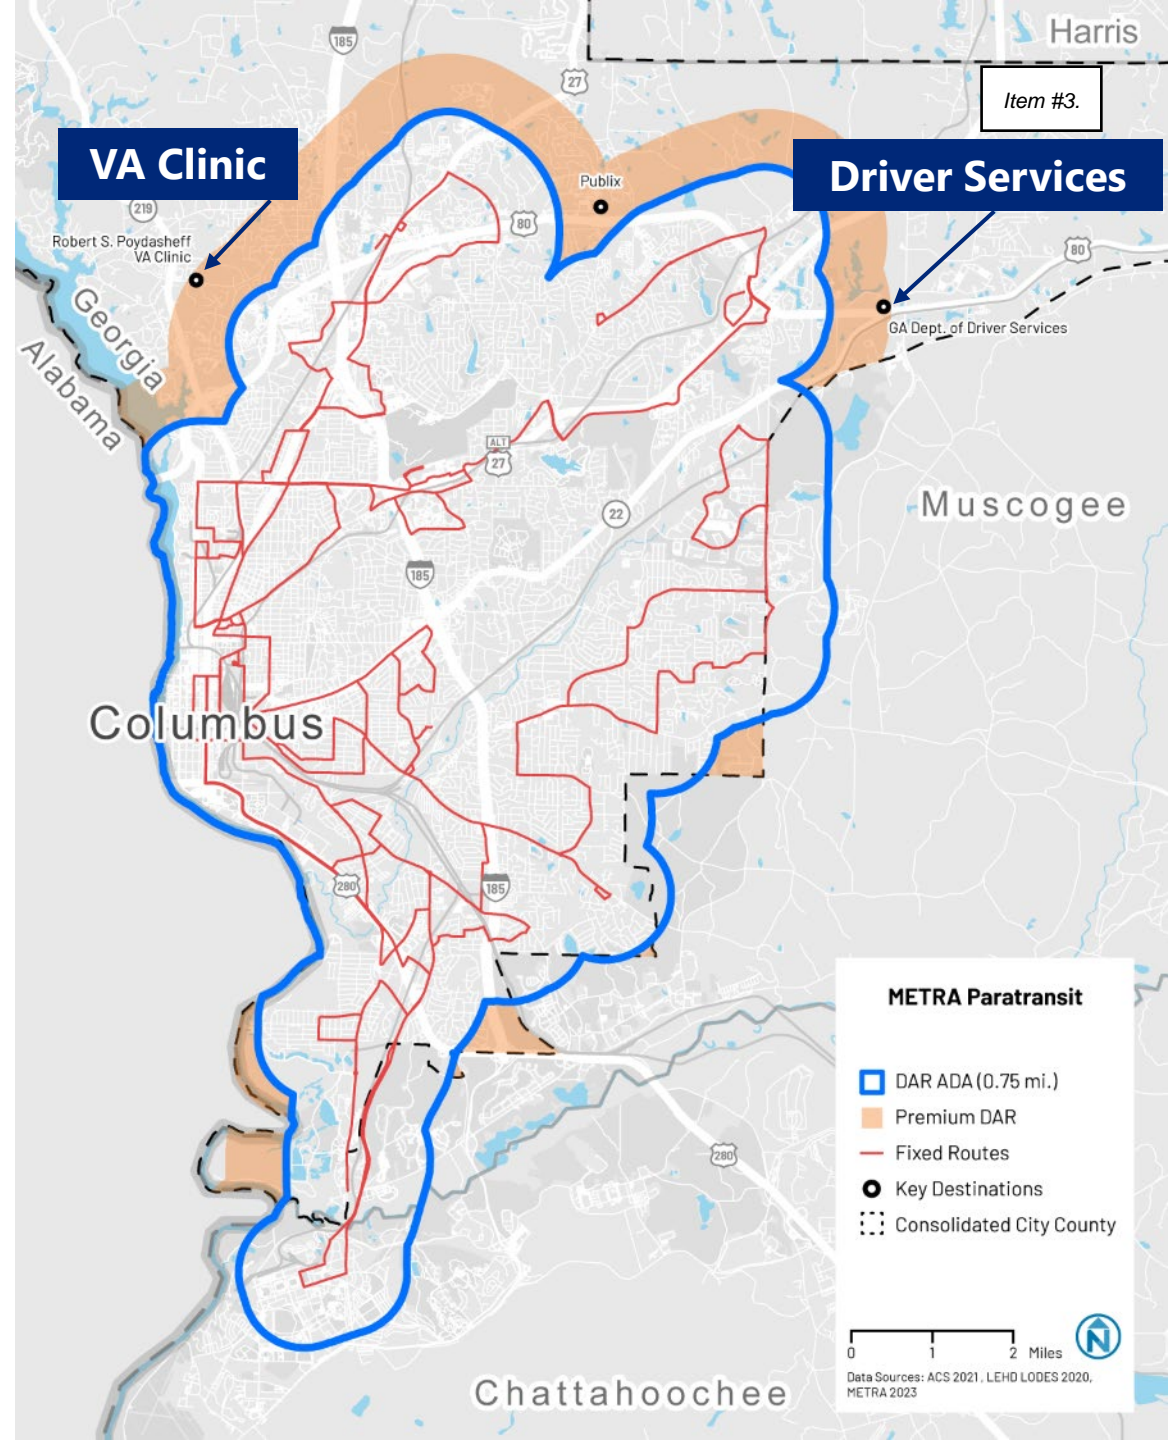 Harris
185
27
Item #3.
VA Clinic
Driver Services
Publix
219
80
Robert S. Poydasheff
VA Clinic
80
Georgia
Alabama
GA Dept. of Driver Services
ALT
27
22
Muscogee
185
Columbus
280
185
METRA Paratransit
DAR ADA (0.75 mi.)
Premium DAR
Fixed Routes
Key Destinations
Consolidated City County
280
0 1 2 Miles
N
Data Sources: ACS 2021, LEHD LODES 2020,
METRA 2023
Chattahoochee